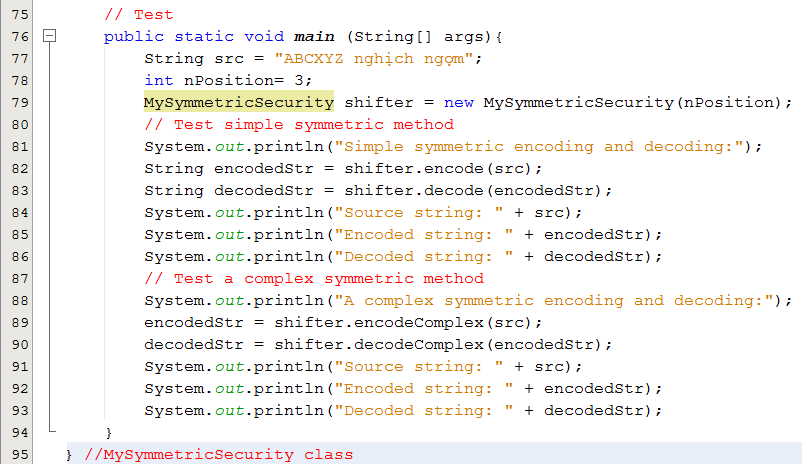 75 // Test
76 public static void main (String[] args){
77 String src = "ABCXYZ nghịch ngợm";
78 int nPosition= 3;
79 MySymmetricSecurity shifter = new MySymmetricSecurity(nPosition);
80 // Test simple symmetric method
81 System.out.println("Simple symmetric encoding and decoding:");
82 String encodedStr = shifter.encode(src);
83 String decodedStr = shifter.decode(encodedStr);
84 System.out.println("Source string: " + src);
85 System.out.println("Encoded string: " + encodedStr);
86 System.out.println("Decoded string: " + decodedStr);
87 // Test a complex symmetric method
88 System.out.println("A complex symmetric encoding and decoding:");
89 encodedStr = shifter.encodeComplex(src);
90 decodedStr = shifter.decodeComplex(encodedStr);
91 System.out.println("Source string: " + src);
92 System.out.println("Encoded string: " + encodedStr);
93 System.out.println("Decoded string: " + decodedStr);
94 }
95 } //MySymmetricSecurity class